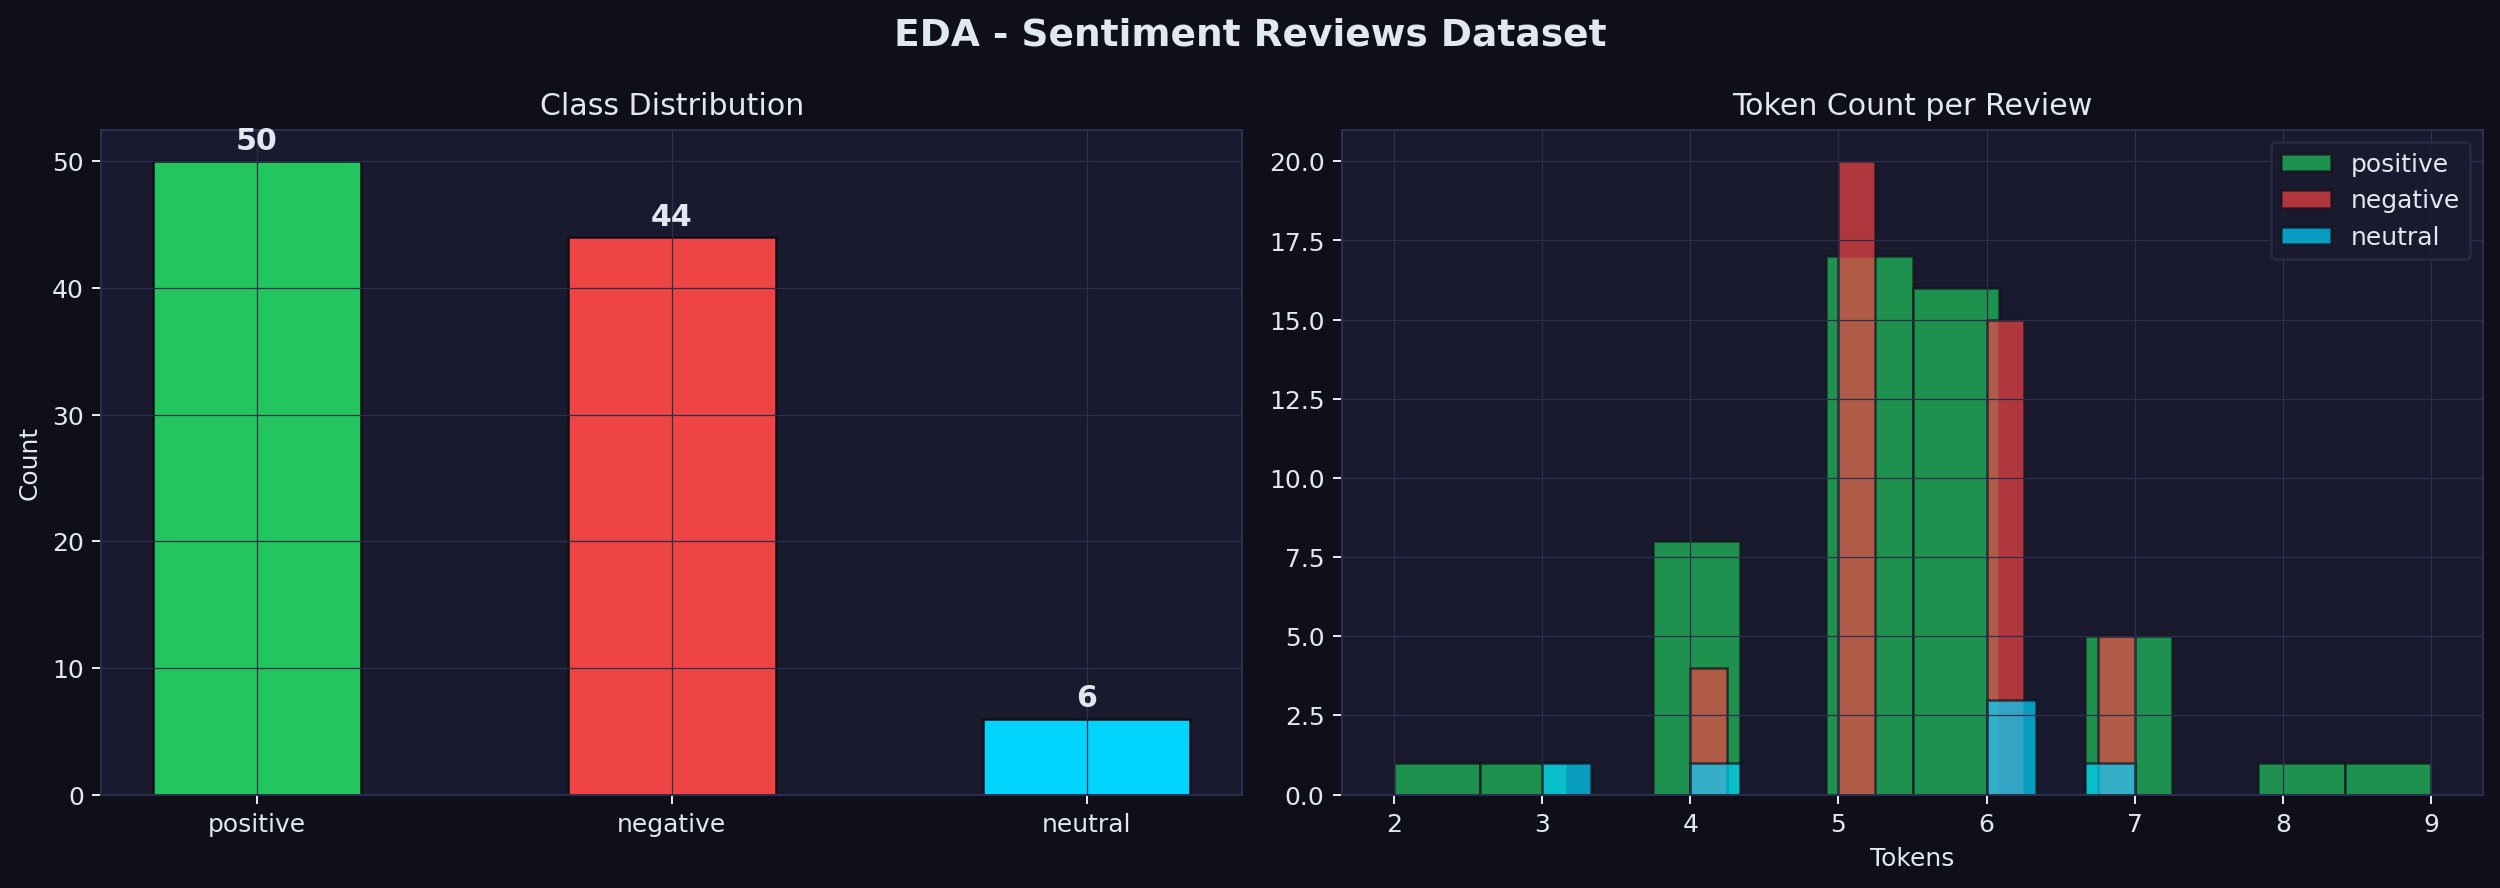 EDA - Sentiment Reviews Dataset
Class Distribution
50
44
6
Count
50
40
30
20
10
0
positive negative neutral
Token Count per Review
positive
negative
neutral
20.0
17.5
15.0
12.5
10.0
7.5
5.0
2.5
0.0
2 3 4 5 6 7 8 9
Tokens